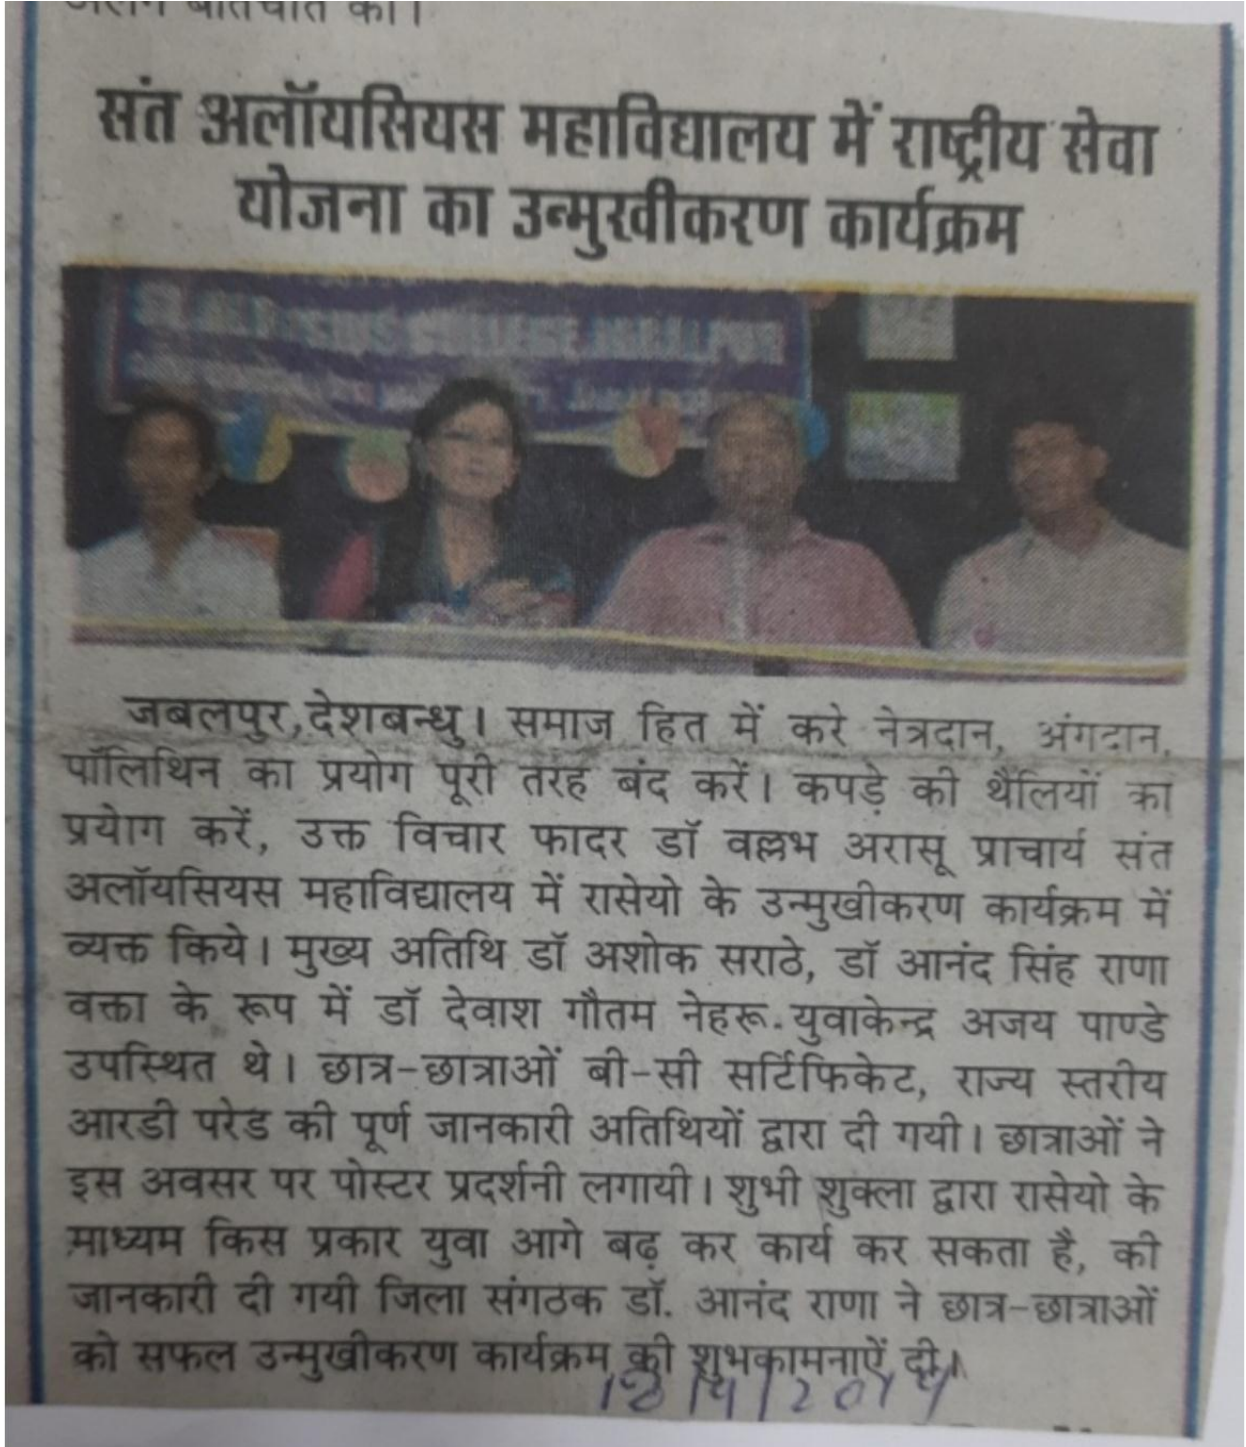 बातचीत की।
संत अलॉयसियस महाविद्यालय में राष्ट्रीय सेवा
योजना का उन्मुखीकरण कार्यक्रम
COLLEGE JABALPUR
जबलपुर,देशबन्धु। समाज हित में करे नेत्रदान, अंगदान,
पॉलिथिन का प्रयोग पूरी तरह बंद करें। कपड़े की थैलियों का
प्रयोग करें, उक्त विचार फादर डॉ वल्लभ अरासू प्राचार्य संत
अलॉयसियस महाविद्यालय में रासेयो के उन्मुखीकरण कार्यक्रम में
व्यक्त किये। मुख्य अतिथि डॉ अशोक सराठे, डॉ आनंद सिंह राणा
वक्ता के रूप में डॉ देवाश गौतम नेहरू-युवाकेन्द्र अजय पाण्डे
उपस्थित थे। छात्र-छात्राओं बी-सी सर्टिफिकेट, राज्य स्तरीय
आरडी परेड की पूर्ण जानकारी अतिथियों द्वारा दी गयी। छात्राओं ने
इस अवसर पर पोस्टर प्रदर्शनी लगायी। शुभी शुक्ला द्वारा रासेयो के
माध्यम किस प्रकार युवा आगे बढ़ कर कार्य कर सकता है, की
जानकारी दी गयी जिला संगठक डॉ. आनंद राणा ने छात्र-छात्राओं
को सफल उन्मुखीकरण कार्यक्रम की शुभकामनाऐं दी।